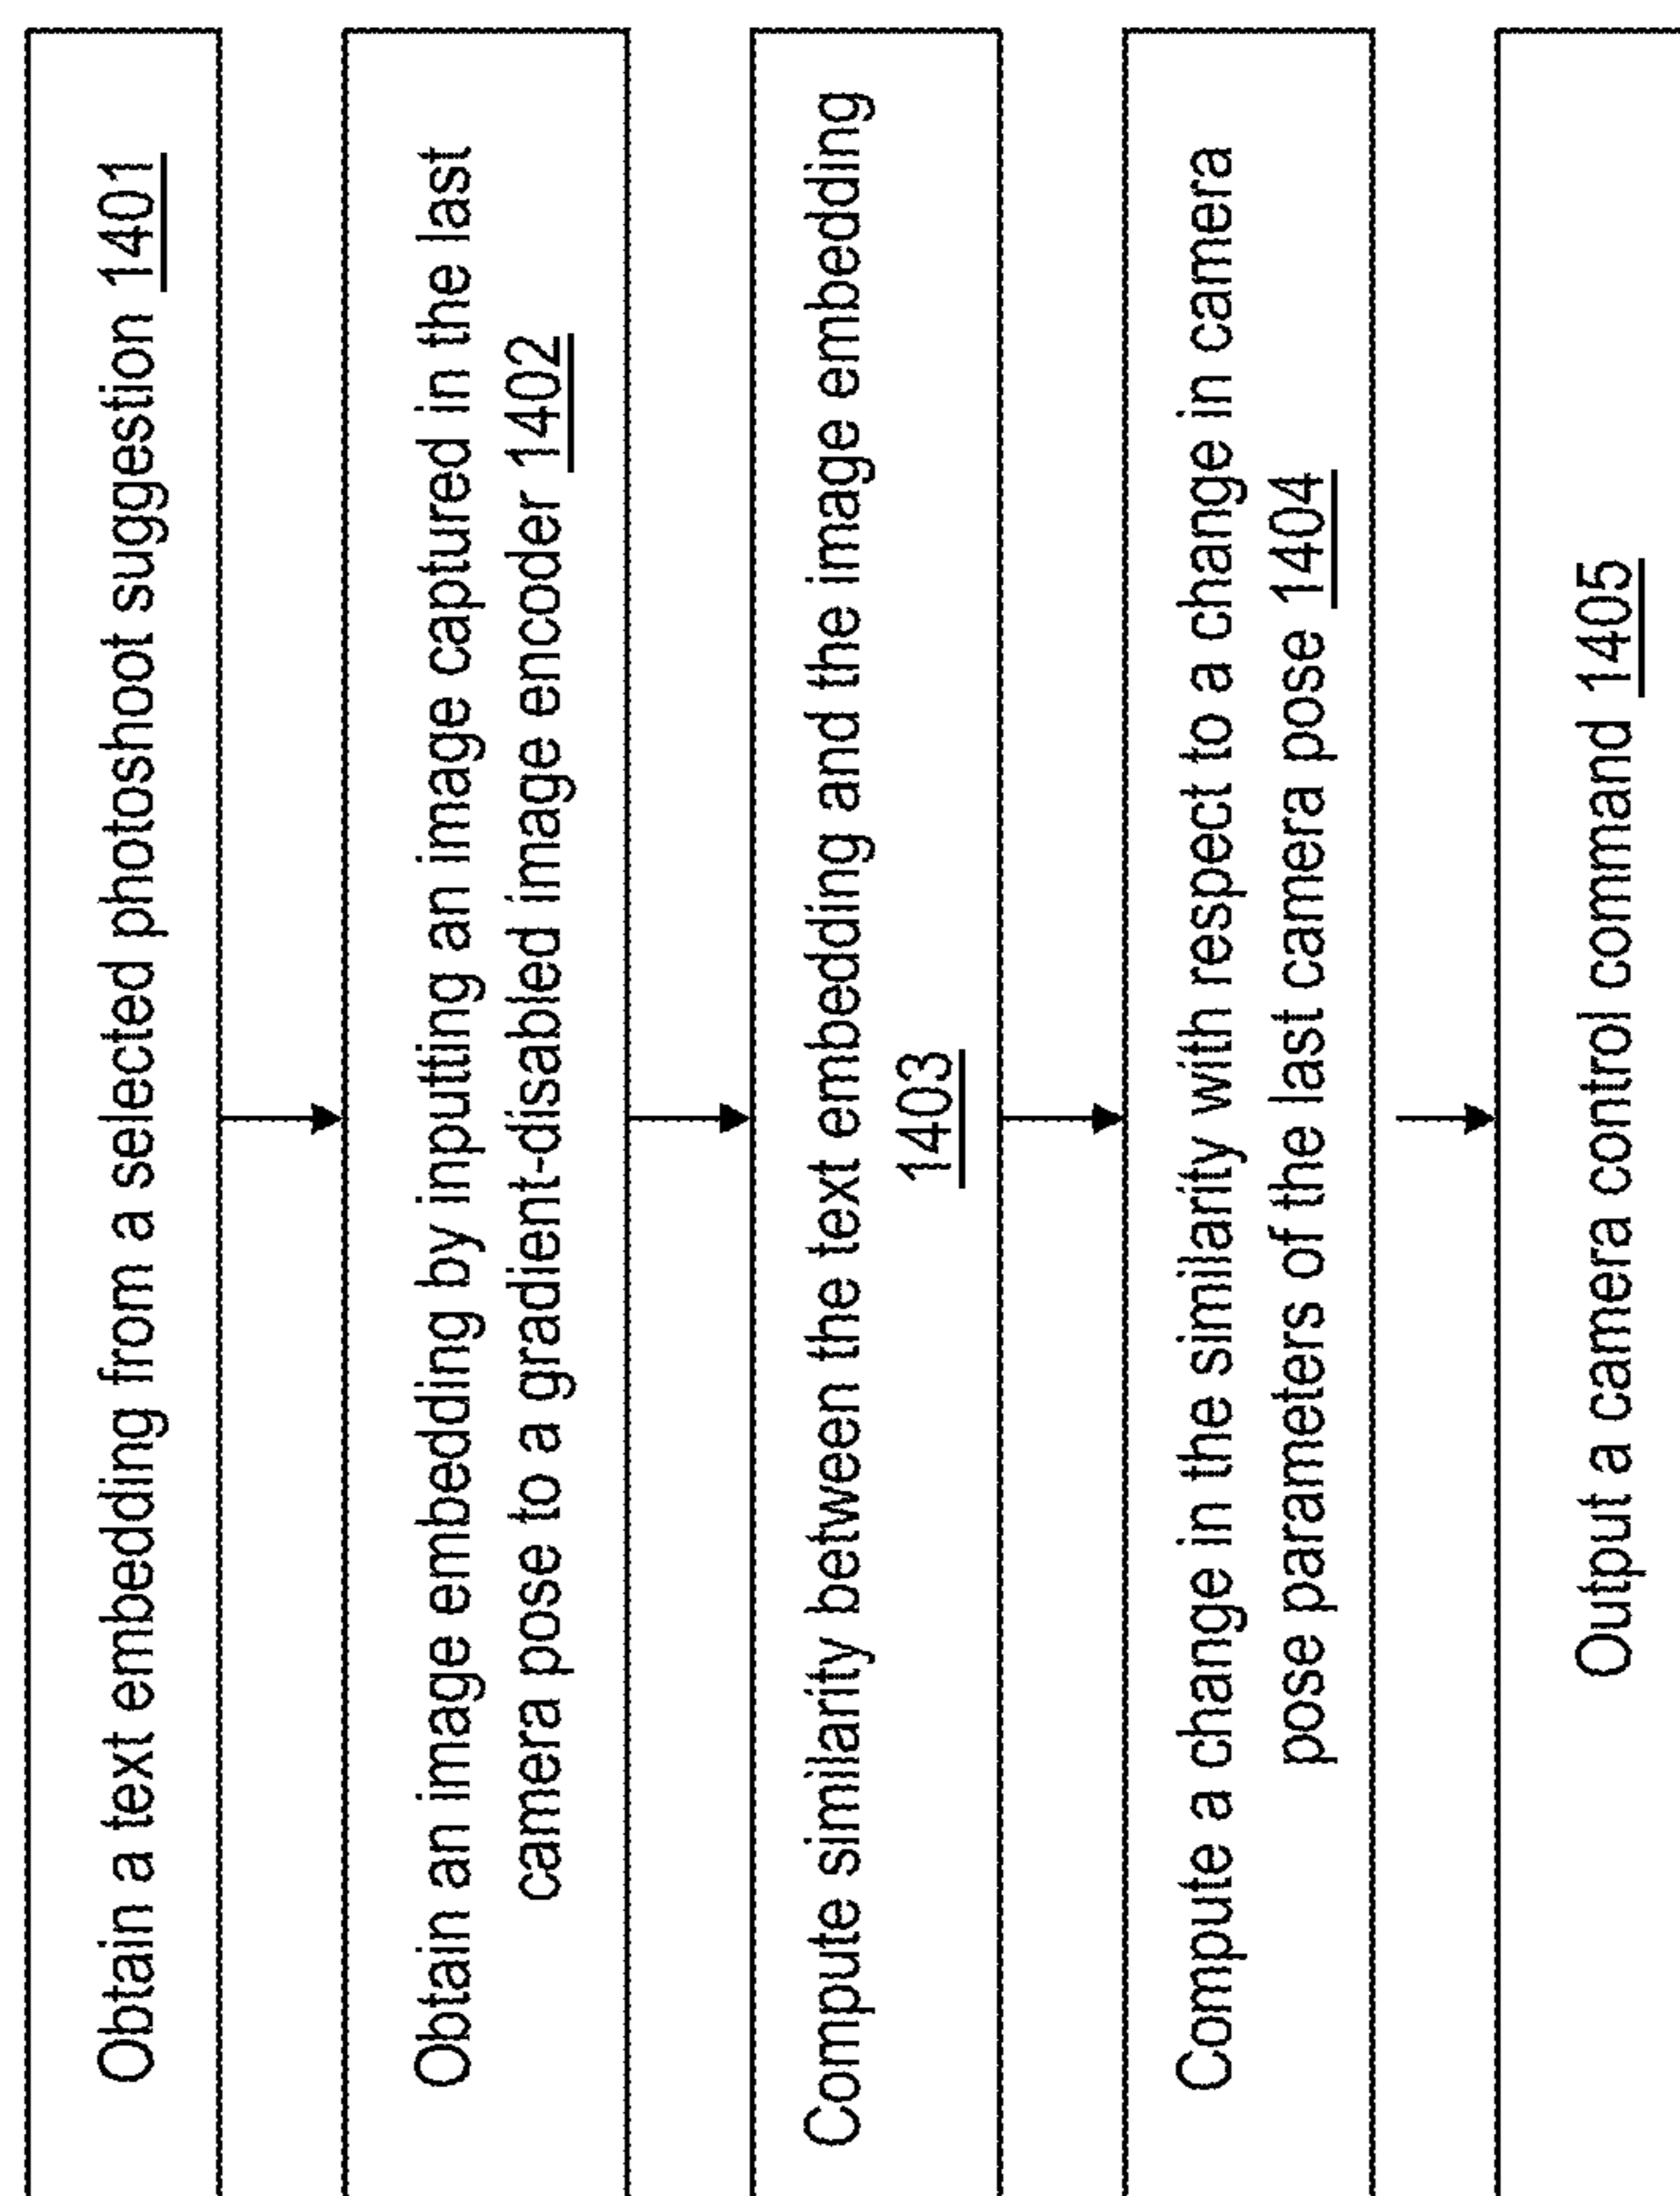 Obtain a text embedding from a selected photoshoot suggestion 1401
Obtain an image embedding by inputting an image captured in the last
camera pose to a gradient-disabled image encoder 1402
Compute similarity between the text embedding and the image embedding
1403
Compute a change in the similarity with respect to a change in camera
pose parameters of the last camera pose 1404
Output a camera control command 1405